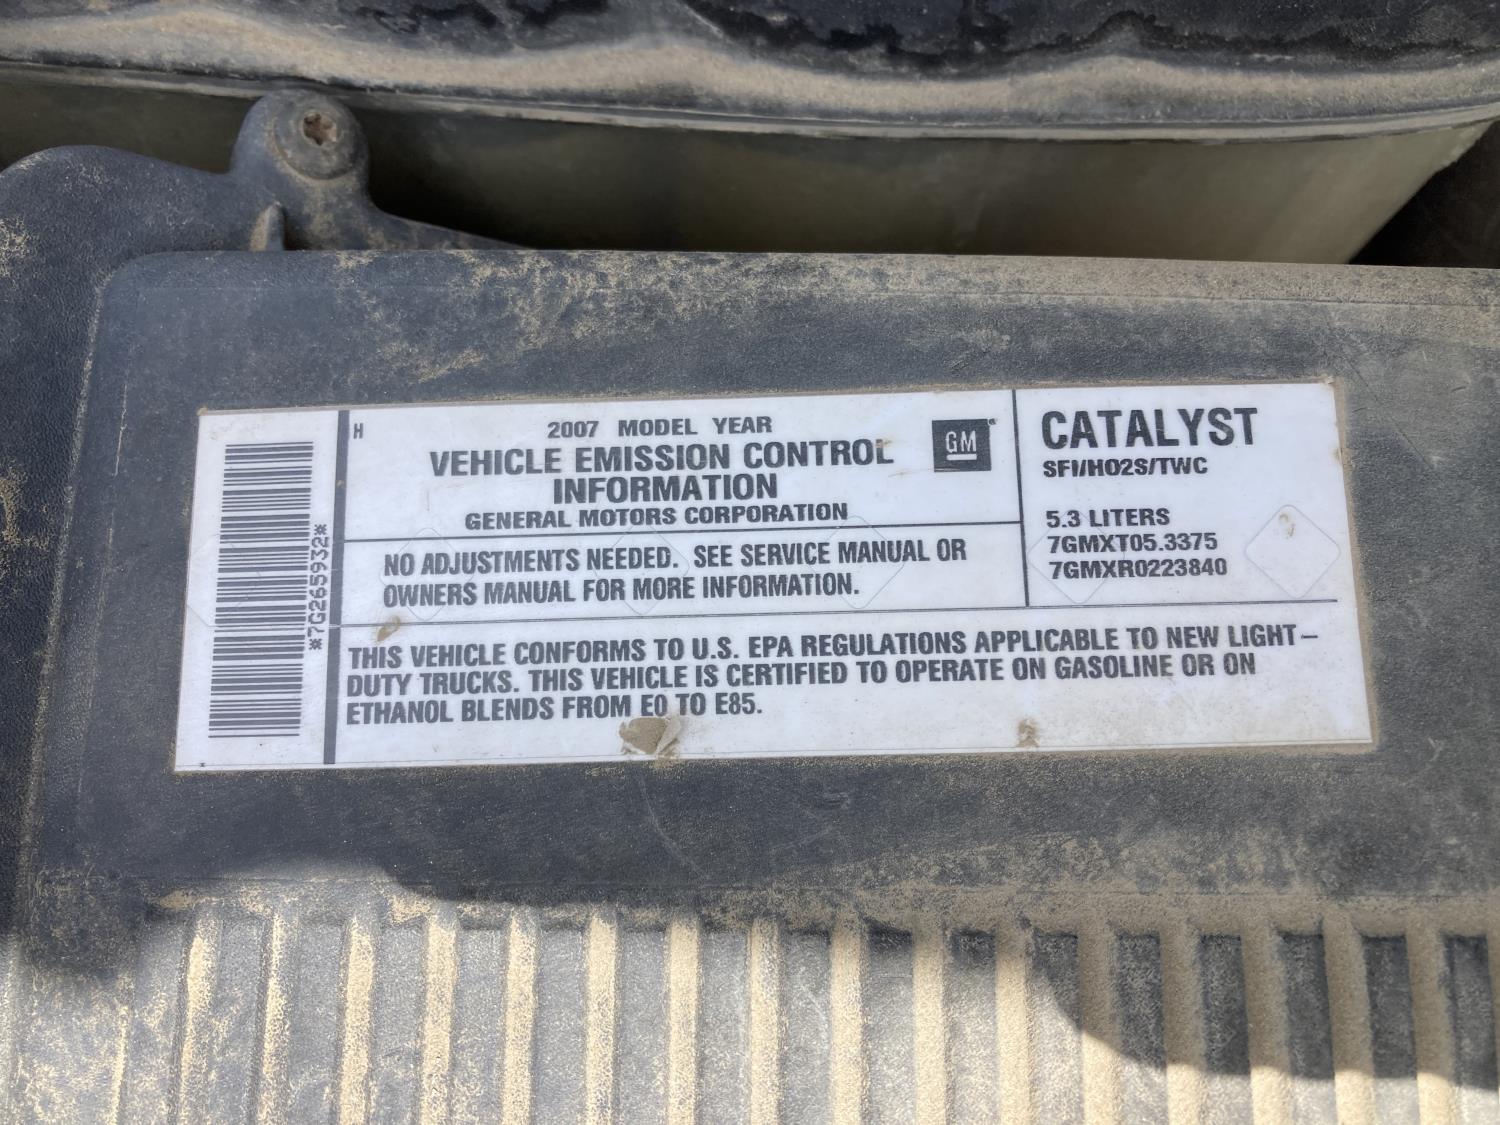 *7G265932*
H
2007 MODEL YEAR
VEHICLE EMISSION CONTROL
INFORMATION
GENERAL MOTORS CORPORATION
GM
NO ADJUSTMENTS NEEDED. SEE SERVICE MANUAL OR
OWNERS MANUAL FOR MORE INFORMATION.
CATALYST
SFI/HO2S/TWC
5.3 LITERS
7GMXT05.3375
7GMXR0223840
THIS VEHICLE CONFORMS TO U.S. EPA REGULATIONS APPLICABLE TO NEW LIGHT-
DUTY TRUCKS. THIS VEHICLE IS CERTIFIED TO OPERATE ON GASOLINE OR ON
ETHANOL BLENDS FROM E0 TO E85.